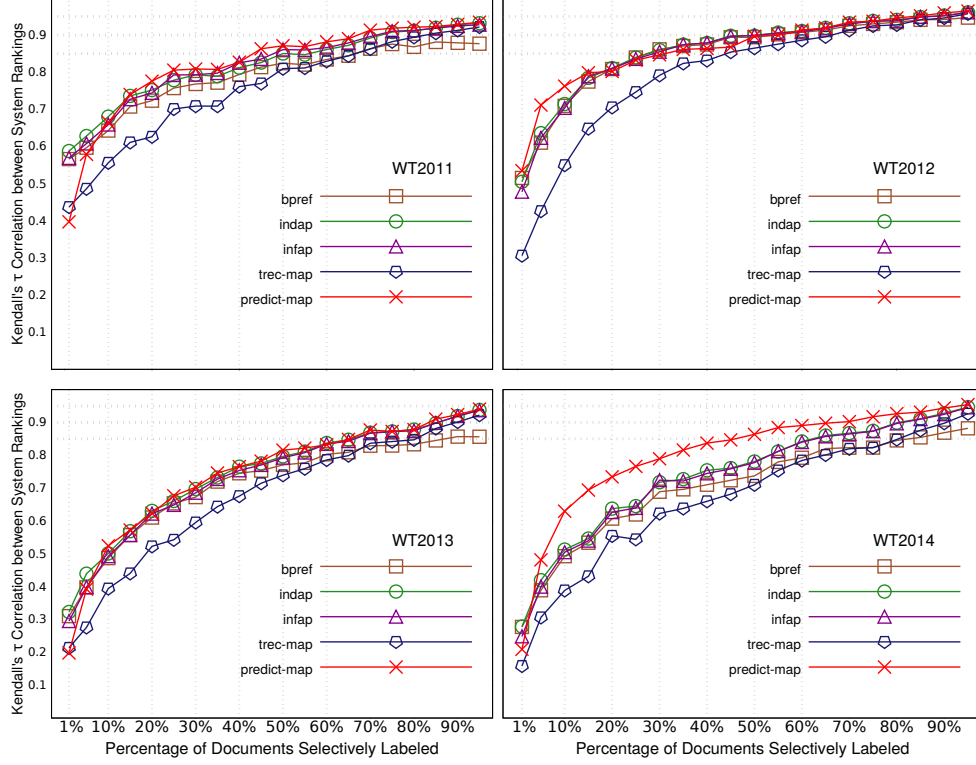 Kendall's τ Correlation between System Rankings
0.9
0.8
0.7
0.6
0.5
0.4
0.3
0.2
0.1
WT2011
bpref
indap
infap
trec-map
predict-map
WT2012
bpref
indap
infap
trec-map
predict-map
Kendall's τ Correlation between System Rankings
0.9
0.8
0.7
0.6
0.5
0.4
0.3
0.2
0.1
WT2013
bpref
indap
infap
trec-map
predict-map
WT2014
bpref
indap
infap
trec-map
predict-map
1% 10% 20% 30% 40% 50% 60% 70% 80% 90%
1% 10% 20% 30% 40% 50% 60% 70% 80% 90%
Percentage of Documents Selectively Labeled
Percentage of Documents Selectively Labeled